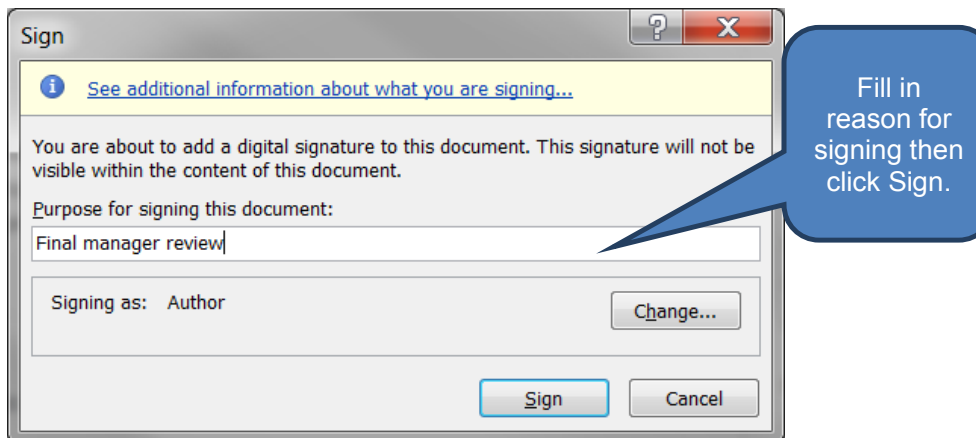 Sign
See additional information about what you are signing...
You are about to add a digital signature to this document. This signature will not be
visible within the content of this document.
Purpose for signing this document:
Final manager review
Signing as: Author
Change...
Sign
Cancel
Fill in
reason for
signing then
click Sign.